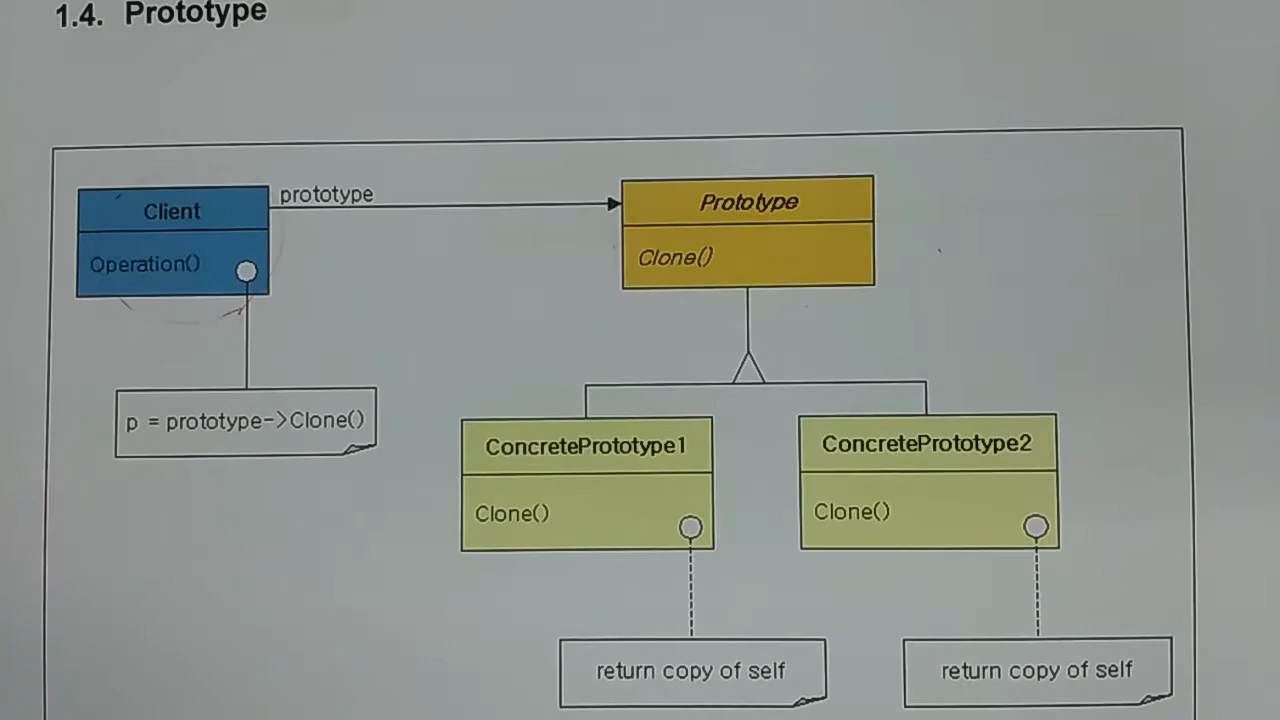 1.4. Prototype
prototype
Client
Operation()
Prototype
Clone()
p = prototype->Clone()
ConcretePrototype1
Clone()
ConcretePrototype2
Clone()
return copy of self
return copy of self